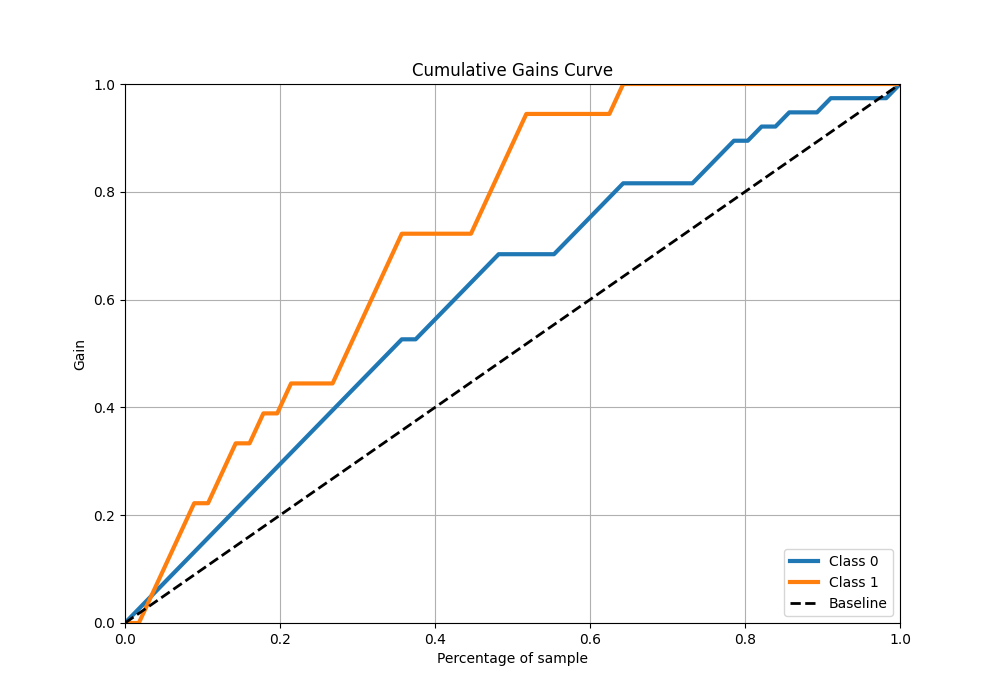 Cumulative Gains Curve
1.0
0.8
0.6
0.4
0.2
0.0
Gain
0.0 0.2 0.4 0.6 0.8 1.0
Percentage of sample
Class 0
Class 1
Baseline